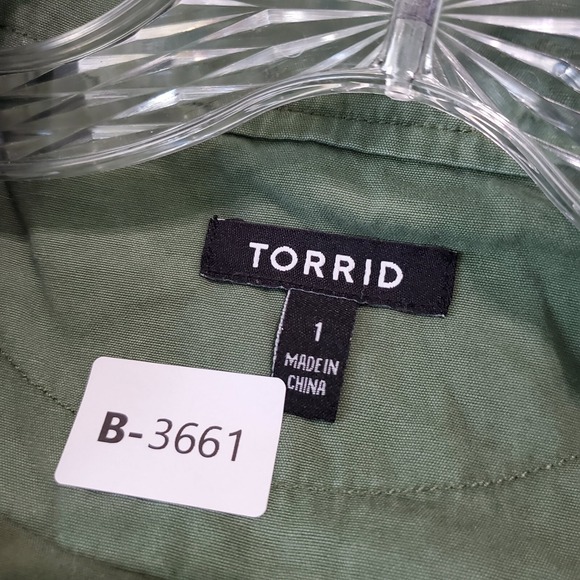 TORRID
1
MADE IN
CHINA
B-3661